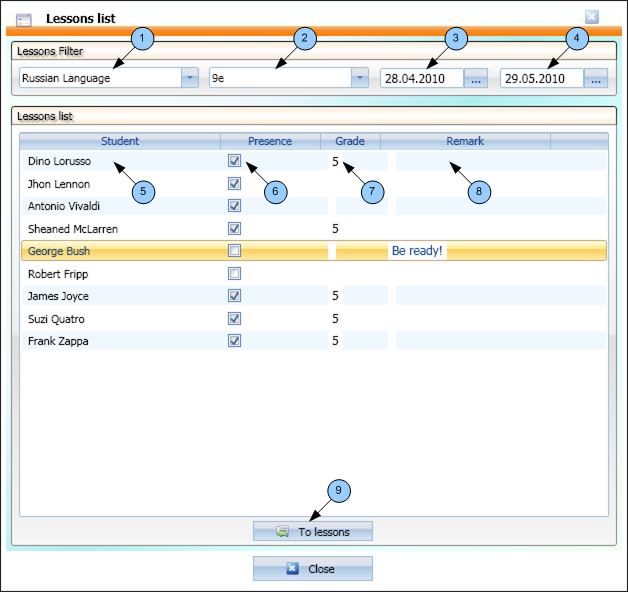 Lessons list
1 2 3 4
Lessons Filter
Russian Language 9e 28.04.2010 ... 29.05.2010 ...
Lessons list
Student Presence Grade Remark
Dino Lorusso 5
5 6 7 8
Jhon Lennon
Antonio Vivaldi
Sheaned McLarren 5
George Bush Be ready!
Robert Fripp
James Joyce 5
Suzi Quatro 5
Frank Zappa 5
9
To lessons
Close